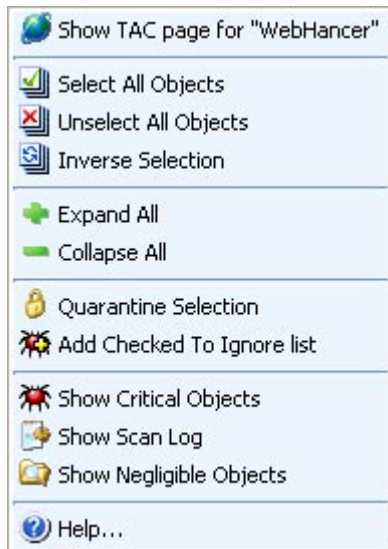 Show TAC page for "WebHancer"
Select All Objects
Unselect All Objects
Inverse Selection
Expand All
Collapse All
Quarantine Selection
Add Checked To Ignore list
Show Critical Objects
Show Scan Log
Show Negligible Objects
Help...